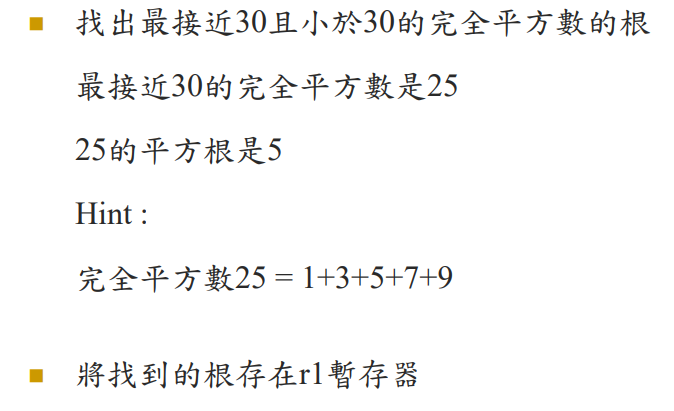 找出最接近30且小於30的完全平方數的根
最接近30的完全平方數是25
25的平方根是5
Hint :
完全平方數25 = 1+3+5+7+9
將找到的根存在r1暫存器